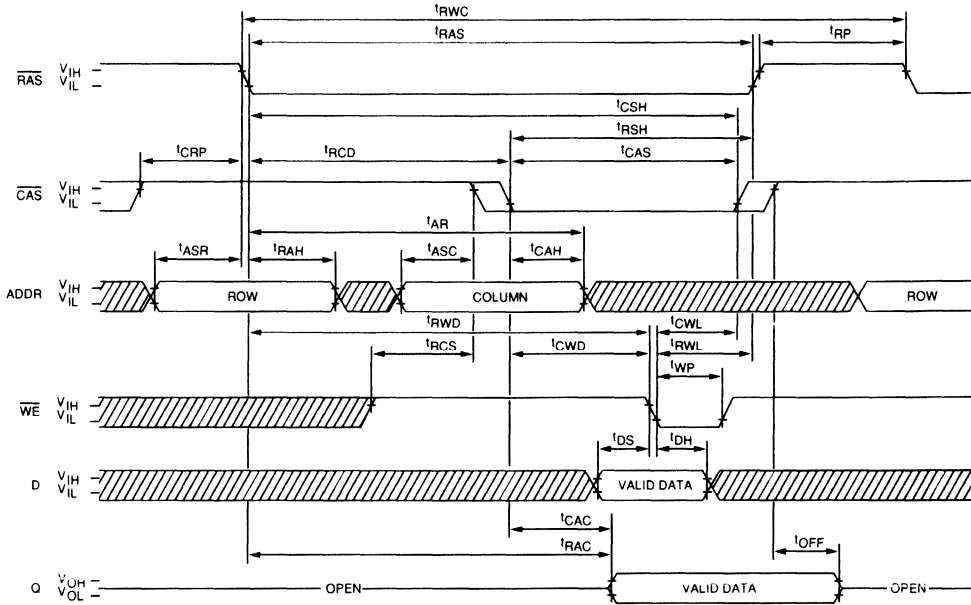 tRWC
tRAS
tRP
RAS VIH VIL
tCSH
tRSH
tCRP tRCD tCAS
CAS VIH VIL
tAR
tASR tRAH tASC tCAH
ADDR VIH VIL ROW COLUMN ROW
tRWD tCWL
tRCS tCWD tRWL
tWP
WE VIH VIL
tDS tDH
D VIH VIL VALID DATA
tCAC
tRAC tOFF
Q VOH VOL OPEN VALID DATA OPEN